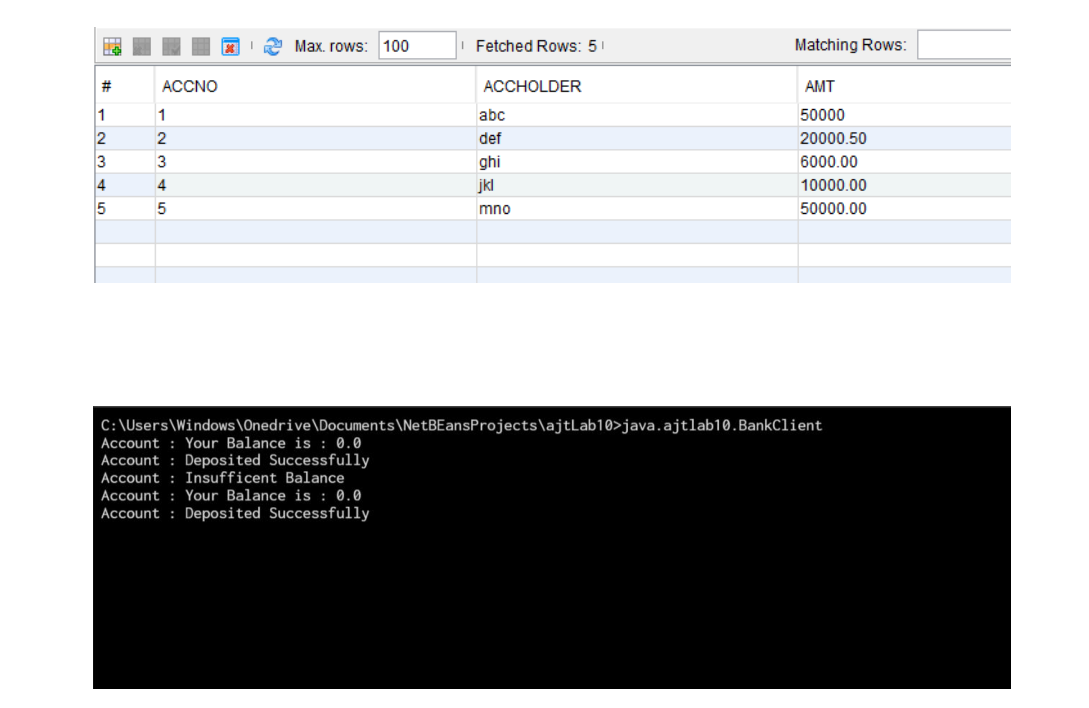 Max. rows: 100 Fetched Rows: 5 Matching Rows:
# ACCNO ACCHOLDER AMT
1 1 abc 50000
2 2 def 20000.50
3 3 ghi 6000.00
4 4 jkl 10000.00
5 5 mno 50000.00
C:\Users\Windows\Onedrive\Documents\NetBEansProjects\ajtLab10>java.ajtlab10.BankClient
Account : Your Balance is : 0.0
Account : Deposited Successfully
Account : Insufficent Balance
Account : Your Balance is : 0.0
Account : Deposited Successfully